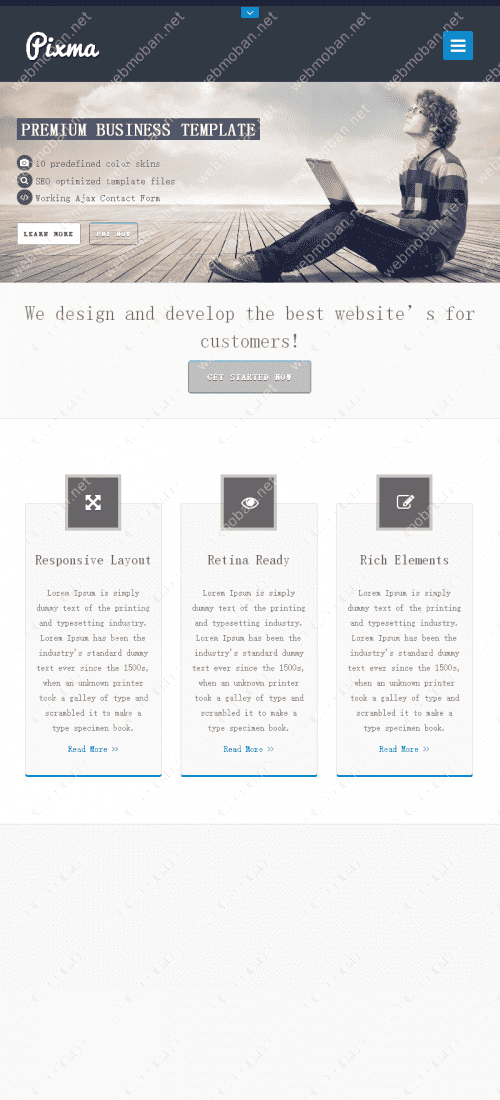 Pixma
PREMIUM BUSINESS TEMPLATE
10 predefined color skins
SEO optimized template files
Working Ajax Contact Form
LEARN MORE
BUY NOW
We design and develop the best website's for
customers!
GET STARTED NOW
Responsive Layout
Lorem Ipsum is simply
dummy text of the printing
and typesetting industry.
Lorem Ipsum has been the
industry's standard dummy
text ever since the 1500s,
when an unknown printer
took a galley of type and
scrambled it to make a
type specimen book.
Read More >>
Retina Ready
Lorem Ipsum is simply
dummy text of the printing
and typesetting industry.
Lorem Ipsum has been the
industry's standard dummy
text ever since the 1500s,
when an unknown printer
took a galley of type and
scrambled it to make a
type specimen book.
Read More >>
Rich Elements
Lorem Ipsum is simply
dummy text of the printing
and typesetting industry.
Lorem Ipsum has been the
industry's standard dummy
text ever since the 1500s,
when an unknown printer
took a galley of type and
scrambled it to make a
type specimen book.
Read More >>
webmoban.net